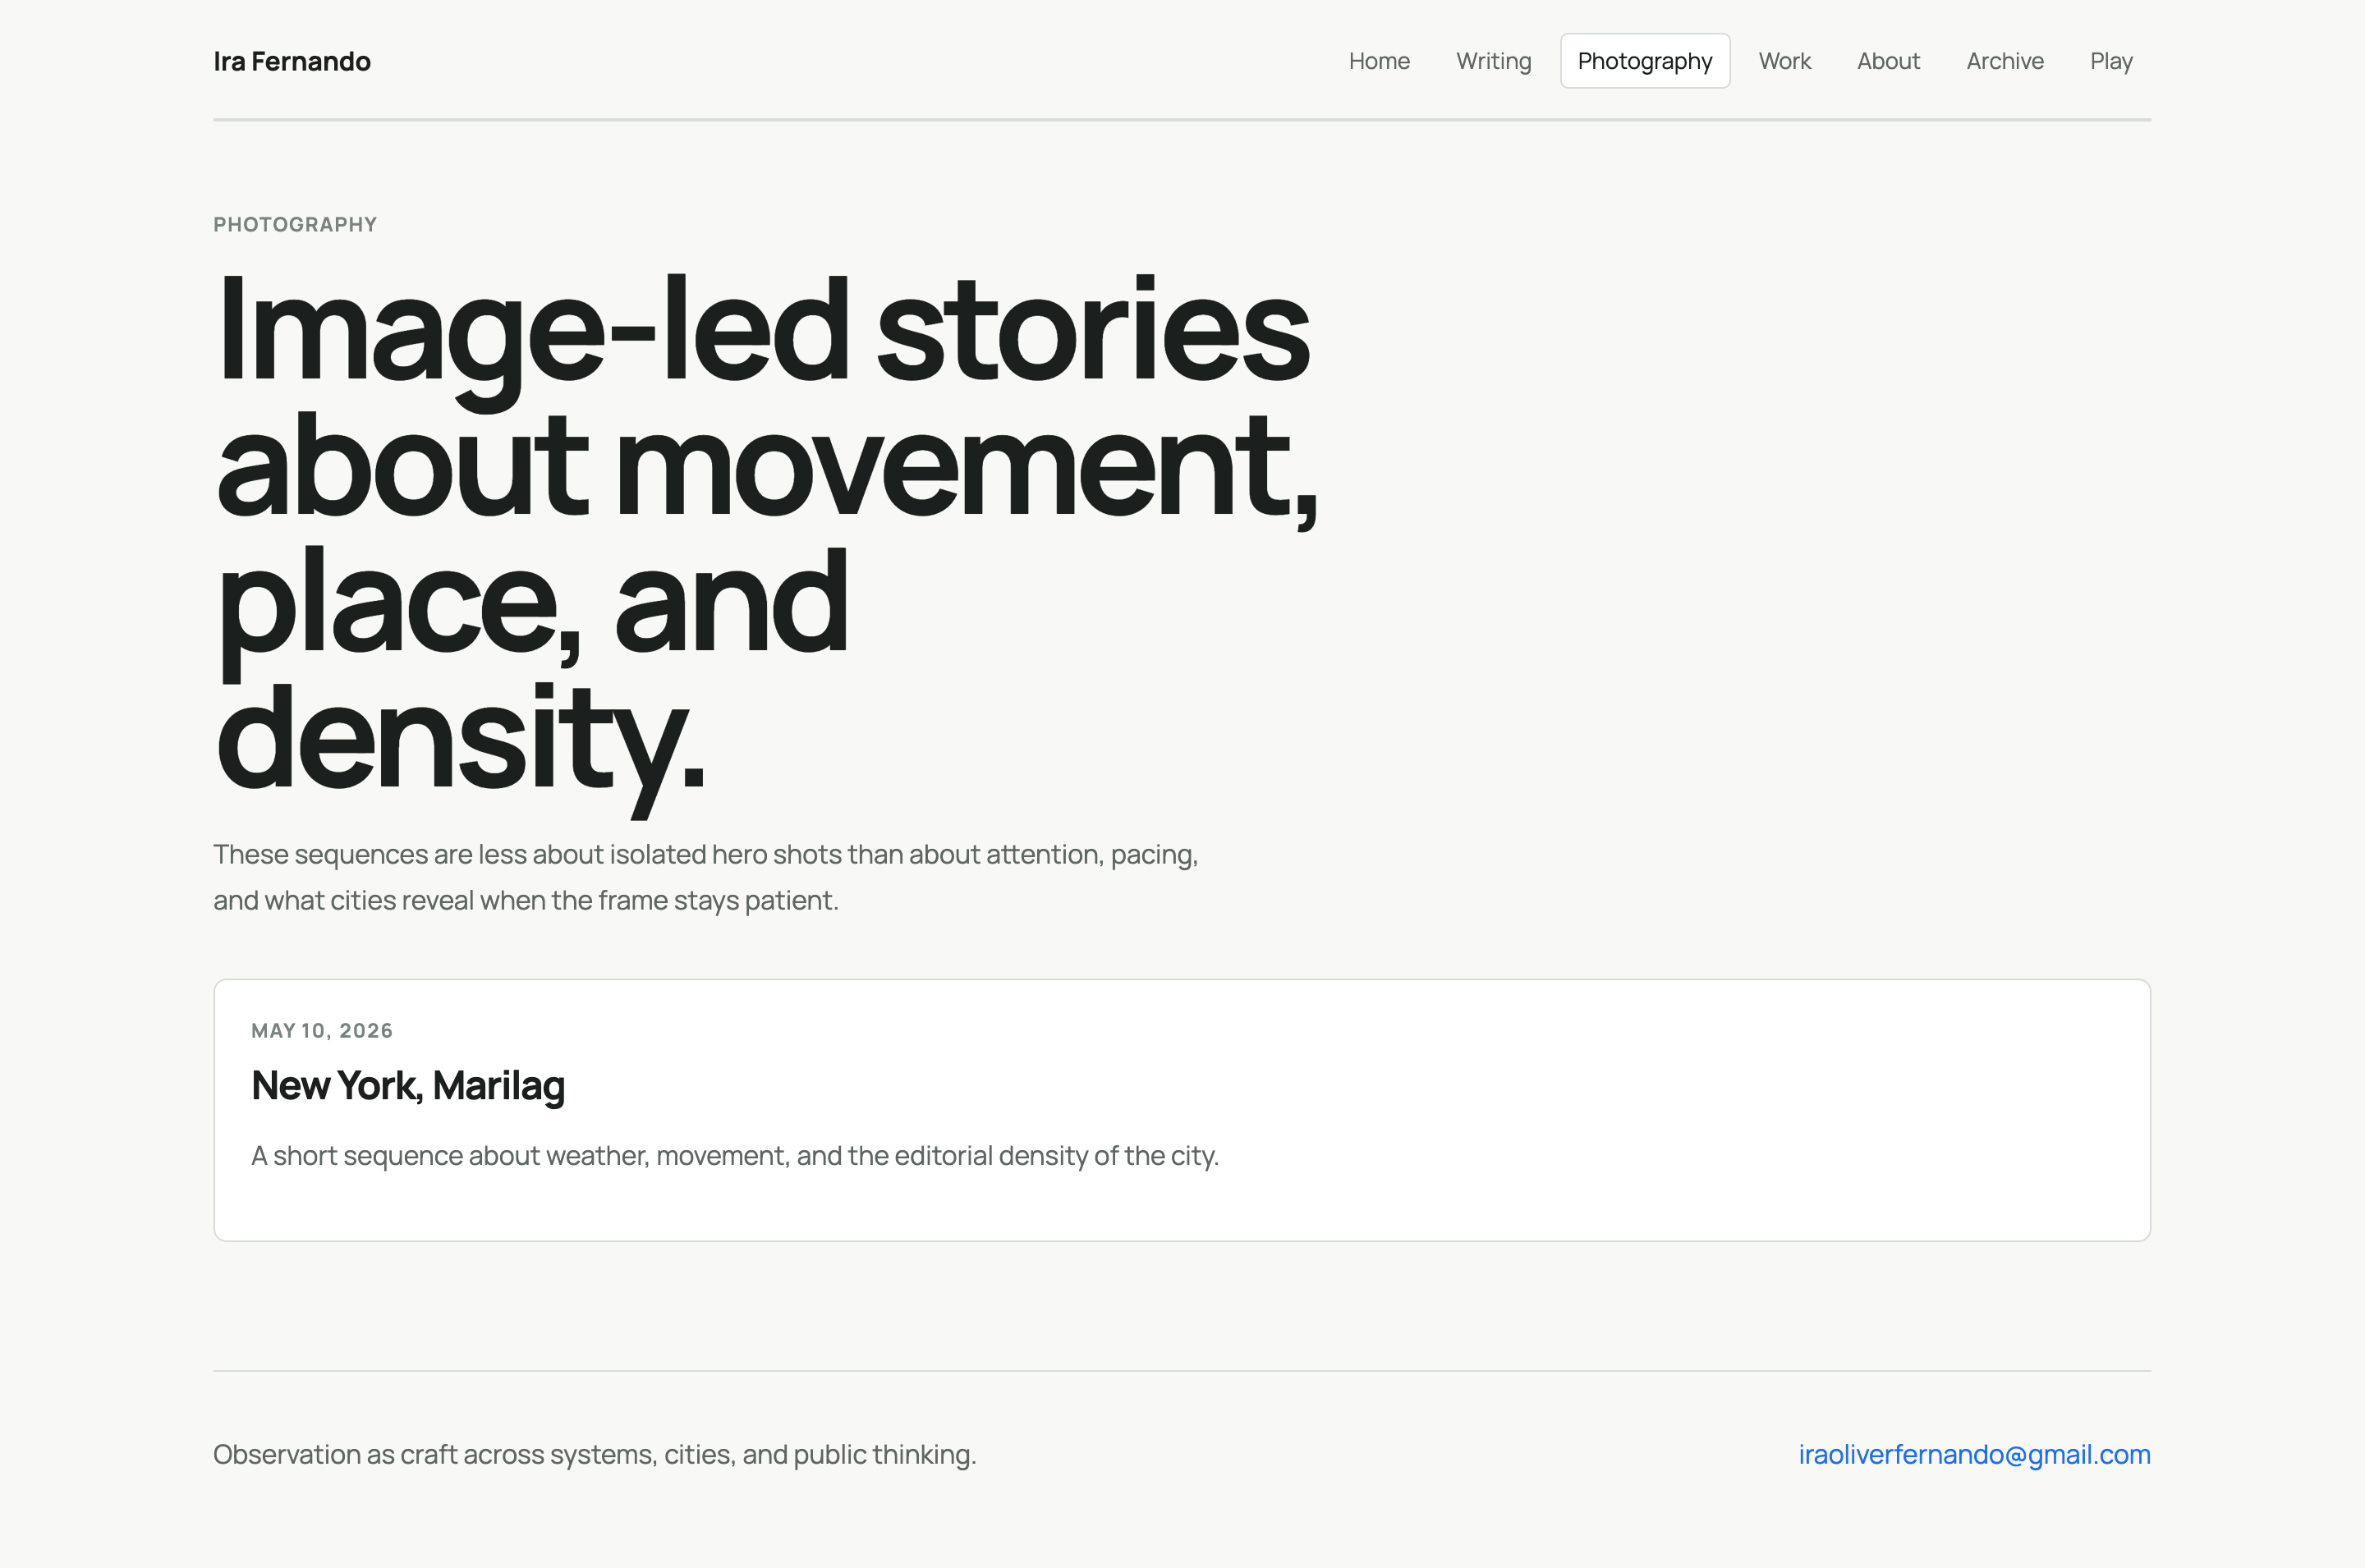 Ira Fernando
Home Writing Photography Work About Archive Play
PHOTOGRAPHY
Image-led stories
about movement,
place, and
density.
These sequences are less about isolated hero shots than about attention, pacing,
and what cities reveal when the frame stays patient.
MAY 10, 2026
New York, Marilag
A short sequence about weather, movement, and the editorial density of the city.
Observation as craft across systems, cities, and public thinking.
iraoliverfernando@gmail.com